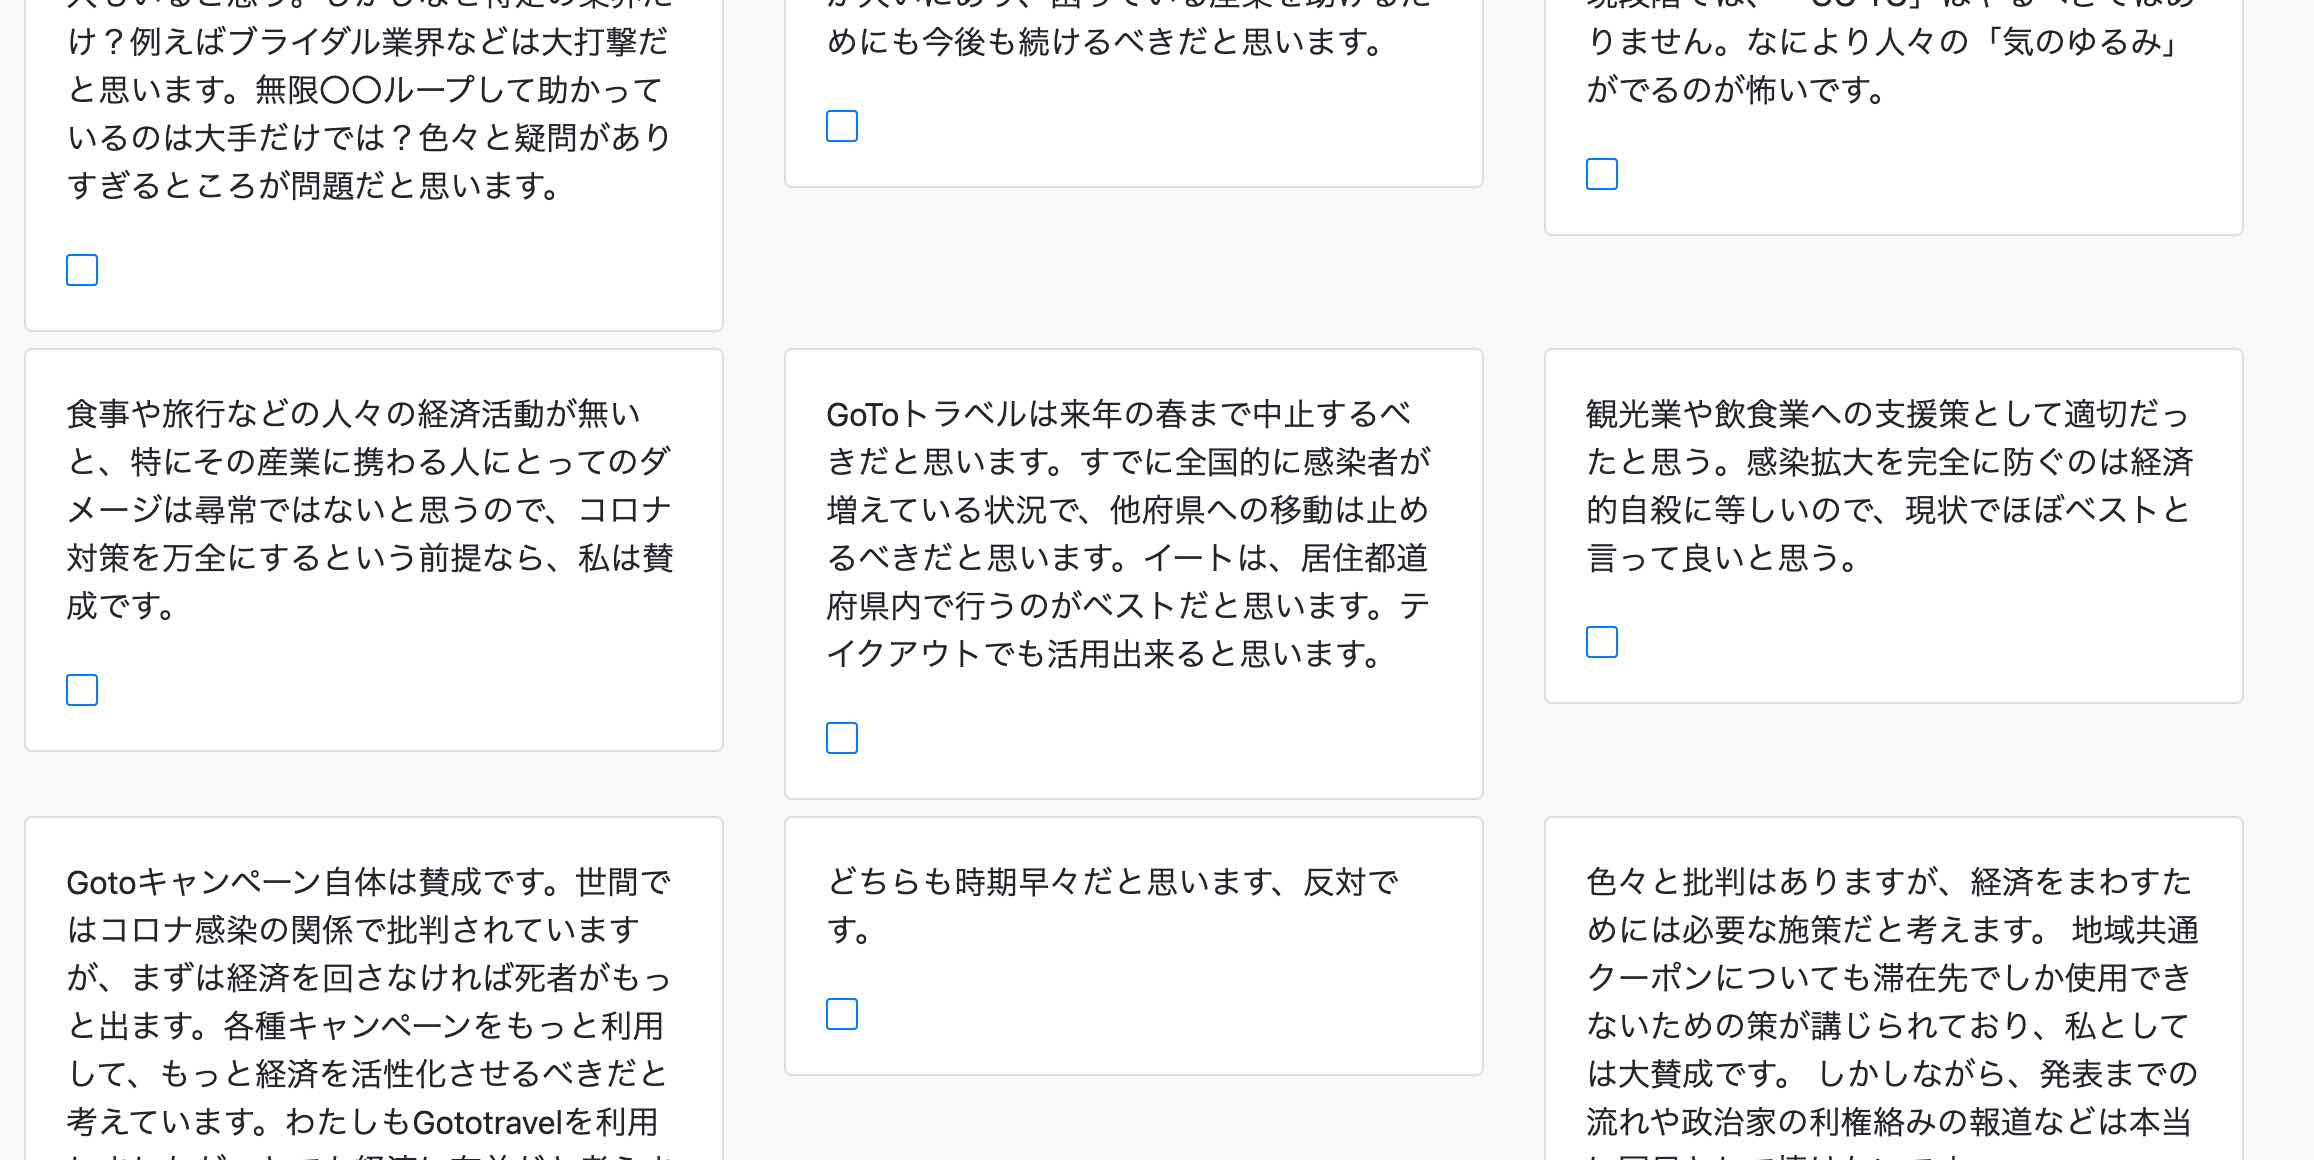 け？例えばブライダル業界などは大打撃だ
と思います。無限〇〇ループして助かって
いるのは大手だけでは？色々と疑問があり
すぎるところが問題だと思います。
めにも今後も続けるべきだと思います。
りません。なにより人々の「気のゆるみ」
がでるのが怖いです。
食事や旅行などの人々の経済活動が無い
と、特にその産業に携わる人にとってのダ
メージは尋常ではないと思うので、コロナ
対策を万全にするという前提なら、私は賛
成です。
GoToトラベルは来年の春まで中止するべ
きだと思います。すでに全国的に感染者が
増えている状況で、他府県への移動は止め
るべきだと思います。イートは、居住都道
府県内で行うのがベストだと思います。テ
イクアウトでも活用出来ると思います。
観光業や飲食業への支援策として適切だっ
たと思う。感染拡大を完全に防ぐのは経済
的自殺に等しいので、現状でほぼベストと
言って良いと思う。
Gotoキャンペーン自体は賛成です。世間で
はコロナ感染の関係で批判されています
が、まずは経済を回さなければ死者がもっ
と出ます。各種キャンペーンをもっと利用
して、もっと経済を活性化させるべきだと
考えています。わたしもGototravelを利用
どちらも時期早々だと思います、反対で
す。
色々と批判はありますが、経済をまわすた
めには必要な施策だと考えます。 地域共通
クーポンについても滞在先でしか使用でき
ないための策が講じられており、私として
は大賛成です。 しかしながら、発表までの
流れや政治家の利権絡みの報道などは本当